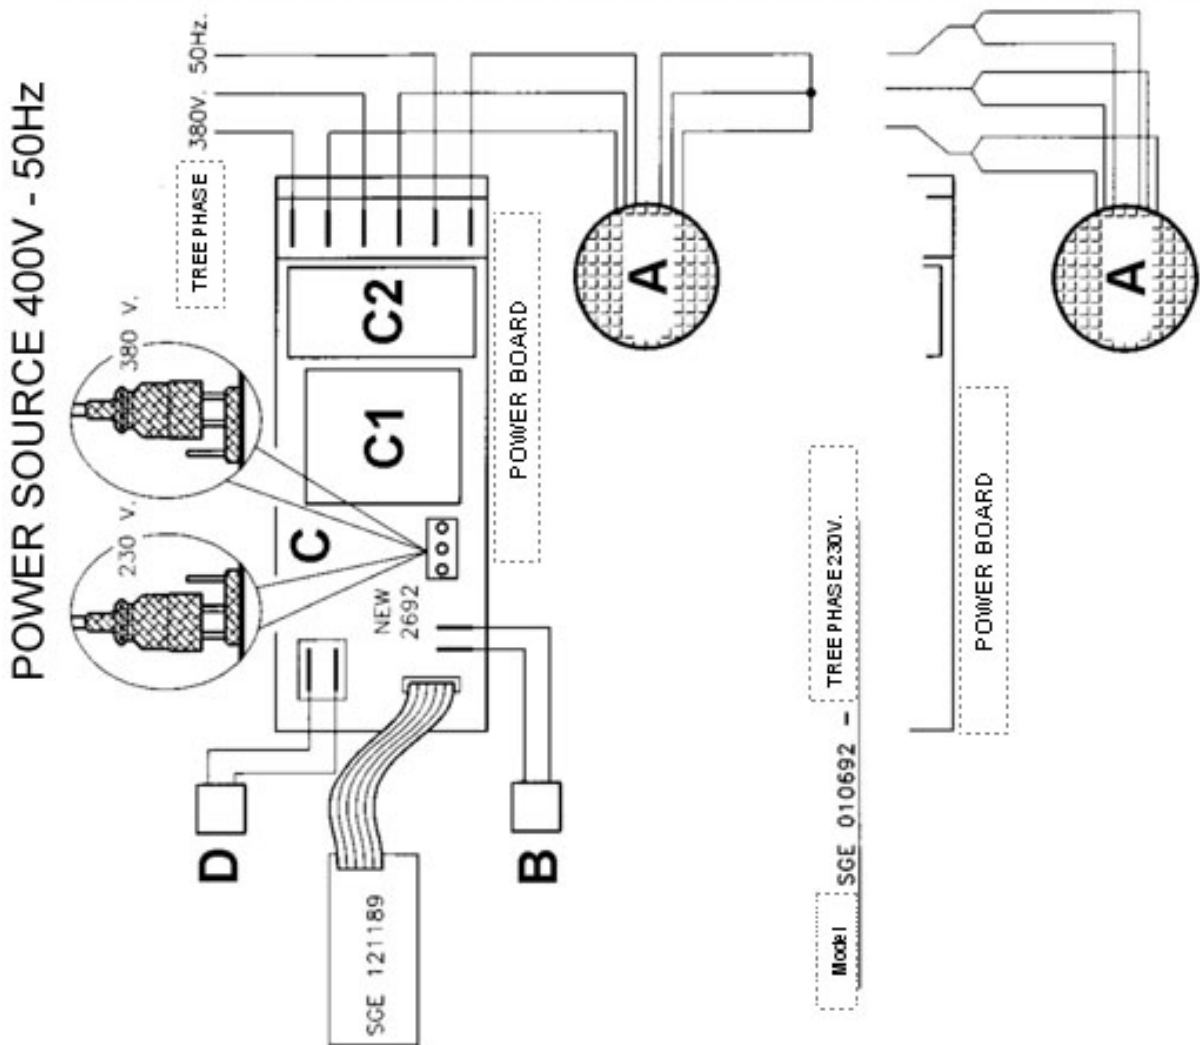 POWER SOURCE 400V - 50Hz
TREE PHASE
380V. 50Hz.
230 V.
380 V.
C
C1
C2
NEW
2692
POWER BOARD
A
D
B
SGE 121189
Model
SGE 010692 -
TREE PHASE 230V.
POWER BOARD
A